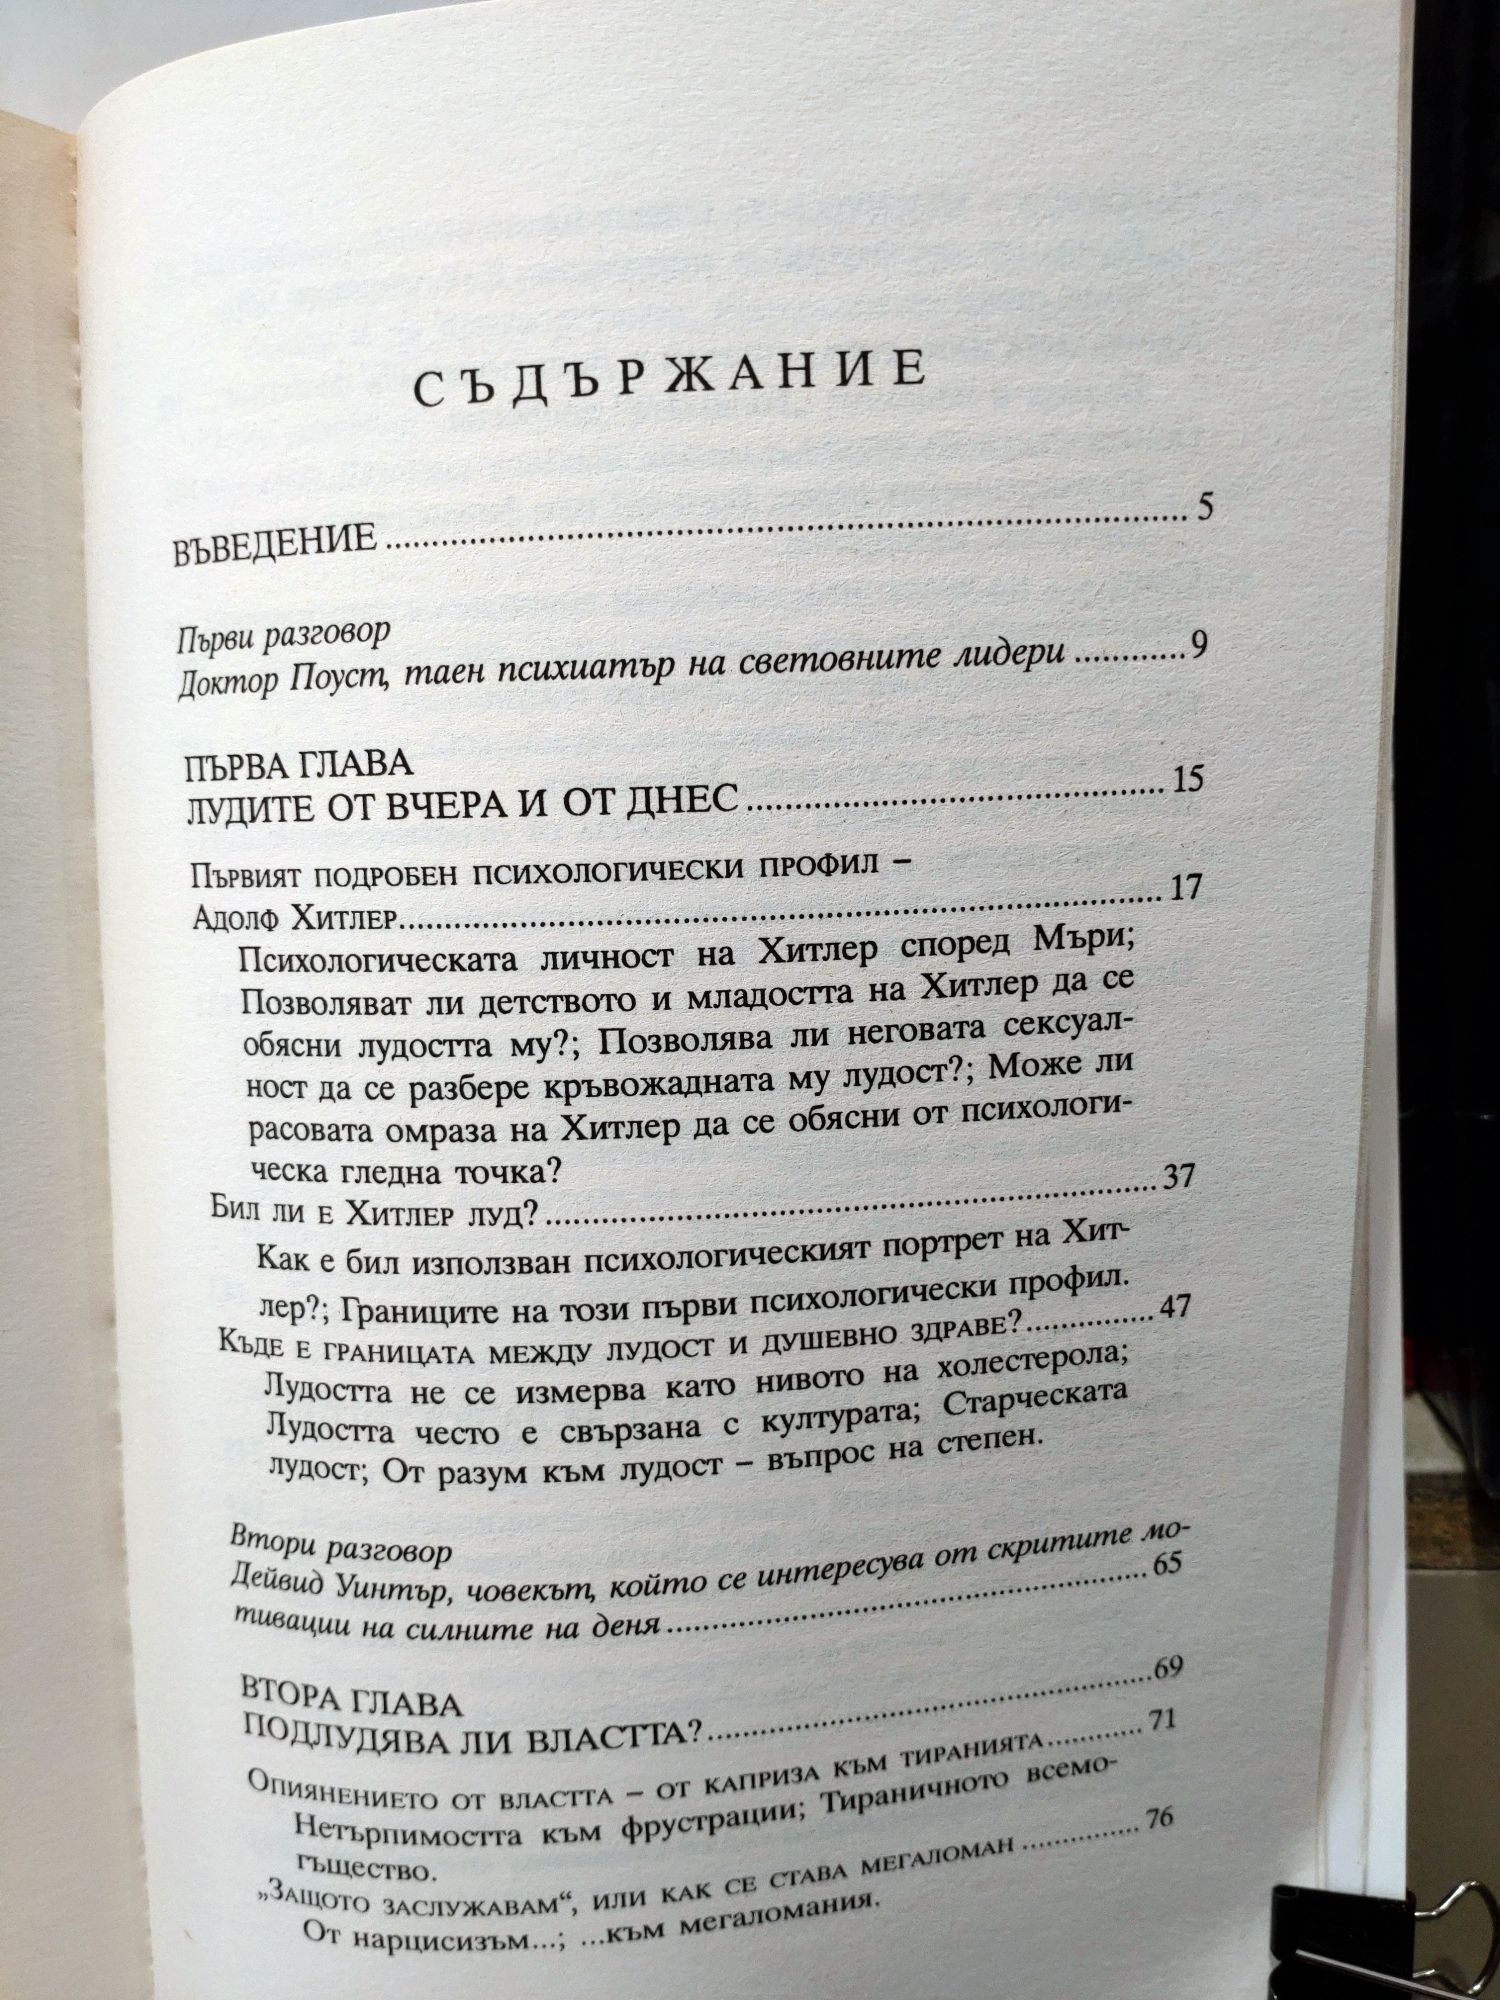 СЪДЪРЖАНИЕ
ВЪВЕДЕНИЕ ........ 5
Първи разговор
Доктор Поуст, таен психиатър на световните лидери ........ 9
ПЪРВА ГЛАВА
ЛУДИТЕ ОТ ВЧЕРА И ОТ ДНЕС ........ 15
Първият подробен психологически профил –
Адолф Хитлер ........ 17
Психологическата личност на Хитлер според Мъри;
Позволяват ли детството и младостта на Хитлер да се
обясни лудостта му?; Позволява ли неговата сексуал-
ност да се разбере кръвожадната му лудост?; Може ли
расовата омраза на Хитлер да се обясни от психологи-
ческа гледна точка?
Бил ли е Хитлер луд? ........ 37
Как е бил използван психологическият портрет на Хит-
лер?; Границите на този първи психологически профил.
Къде е границата между лудост и душевно здраве? ........ 47
Лудостта не се измерва като нивото на холестерола;
Лудостта често е свързана с културата; Старческата
лудост; От разум към лудост – въпрос на степен.
Втори разговор
Дейвид Уинтър, човекът, който се интересува от скритите мо-
тивации на силните на деня ........ 65
ВТОРА ГЛАВА
ПОДЛУДЯВА ЛИ ВЛАСТТА? ........ 69
Опиянението от властта – от каприза към тиранията ........ 71
Нетърпимостта към фрустрации; Тираничното всемо-
гъщество.
„Защото заслужавам“, или как се става мегаломан ........ 76
От нарцисизъм...; ...към мегаломания.